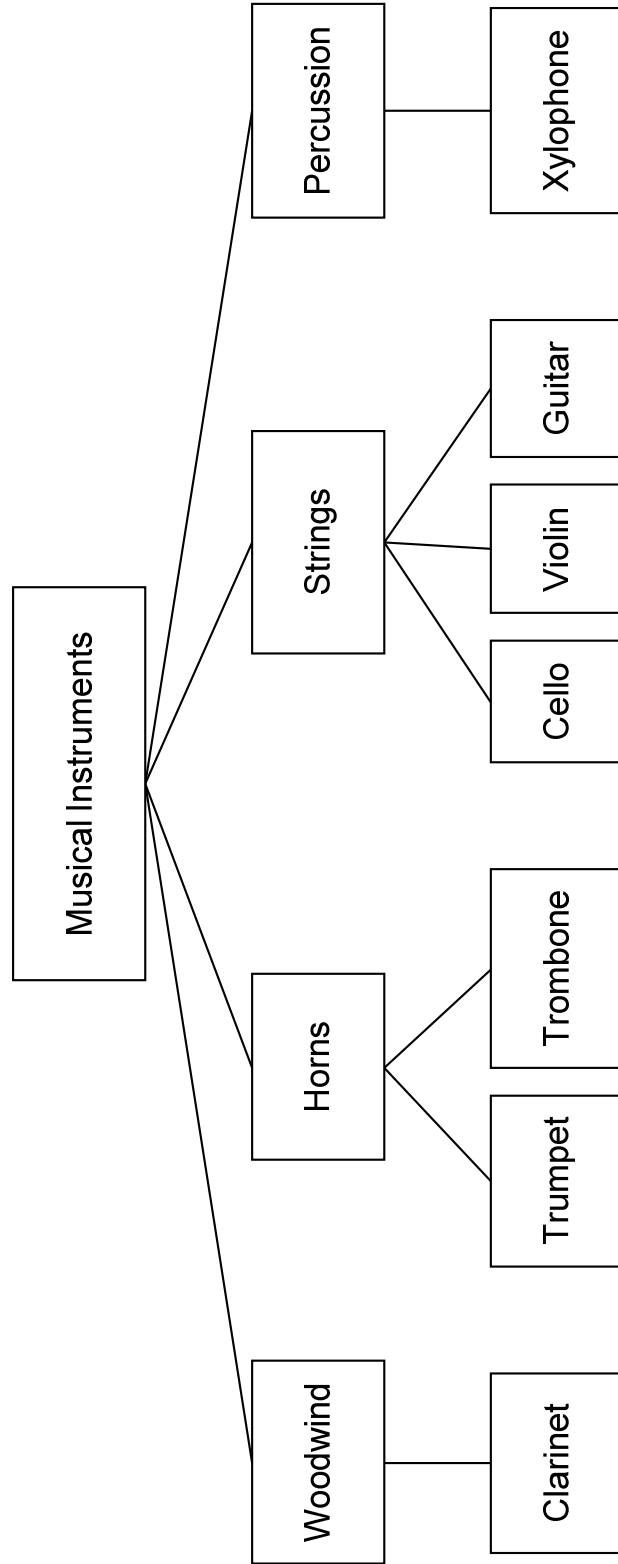 Musical Instruments
Woodwind
Horns
Strings
Percussion
Clarinet
Trumpet
Trombone
Cello
Violin
Guitar
Xylophone